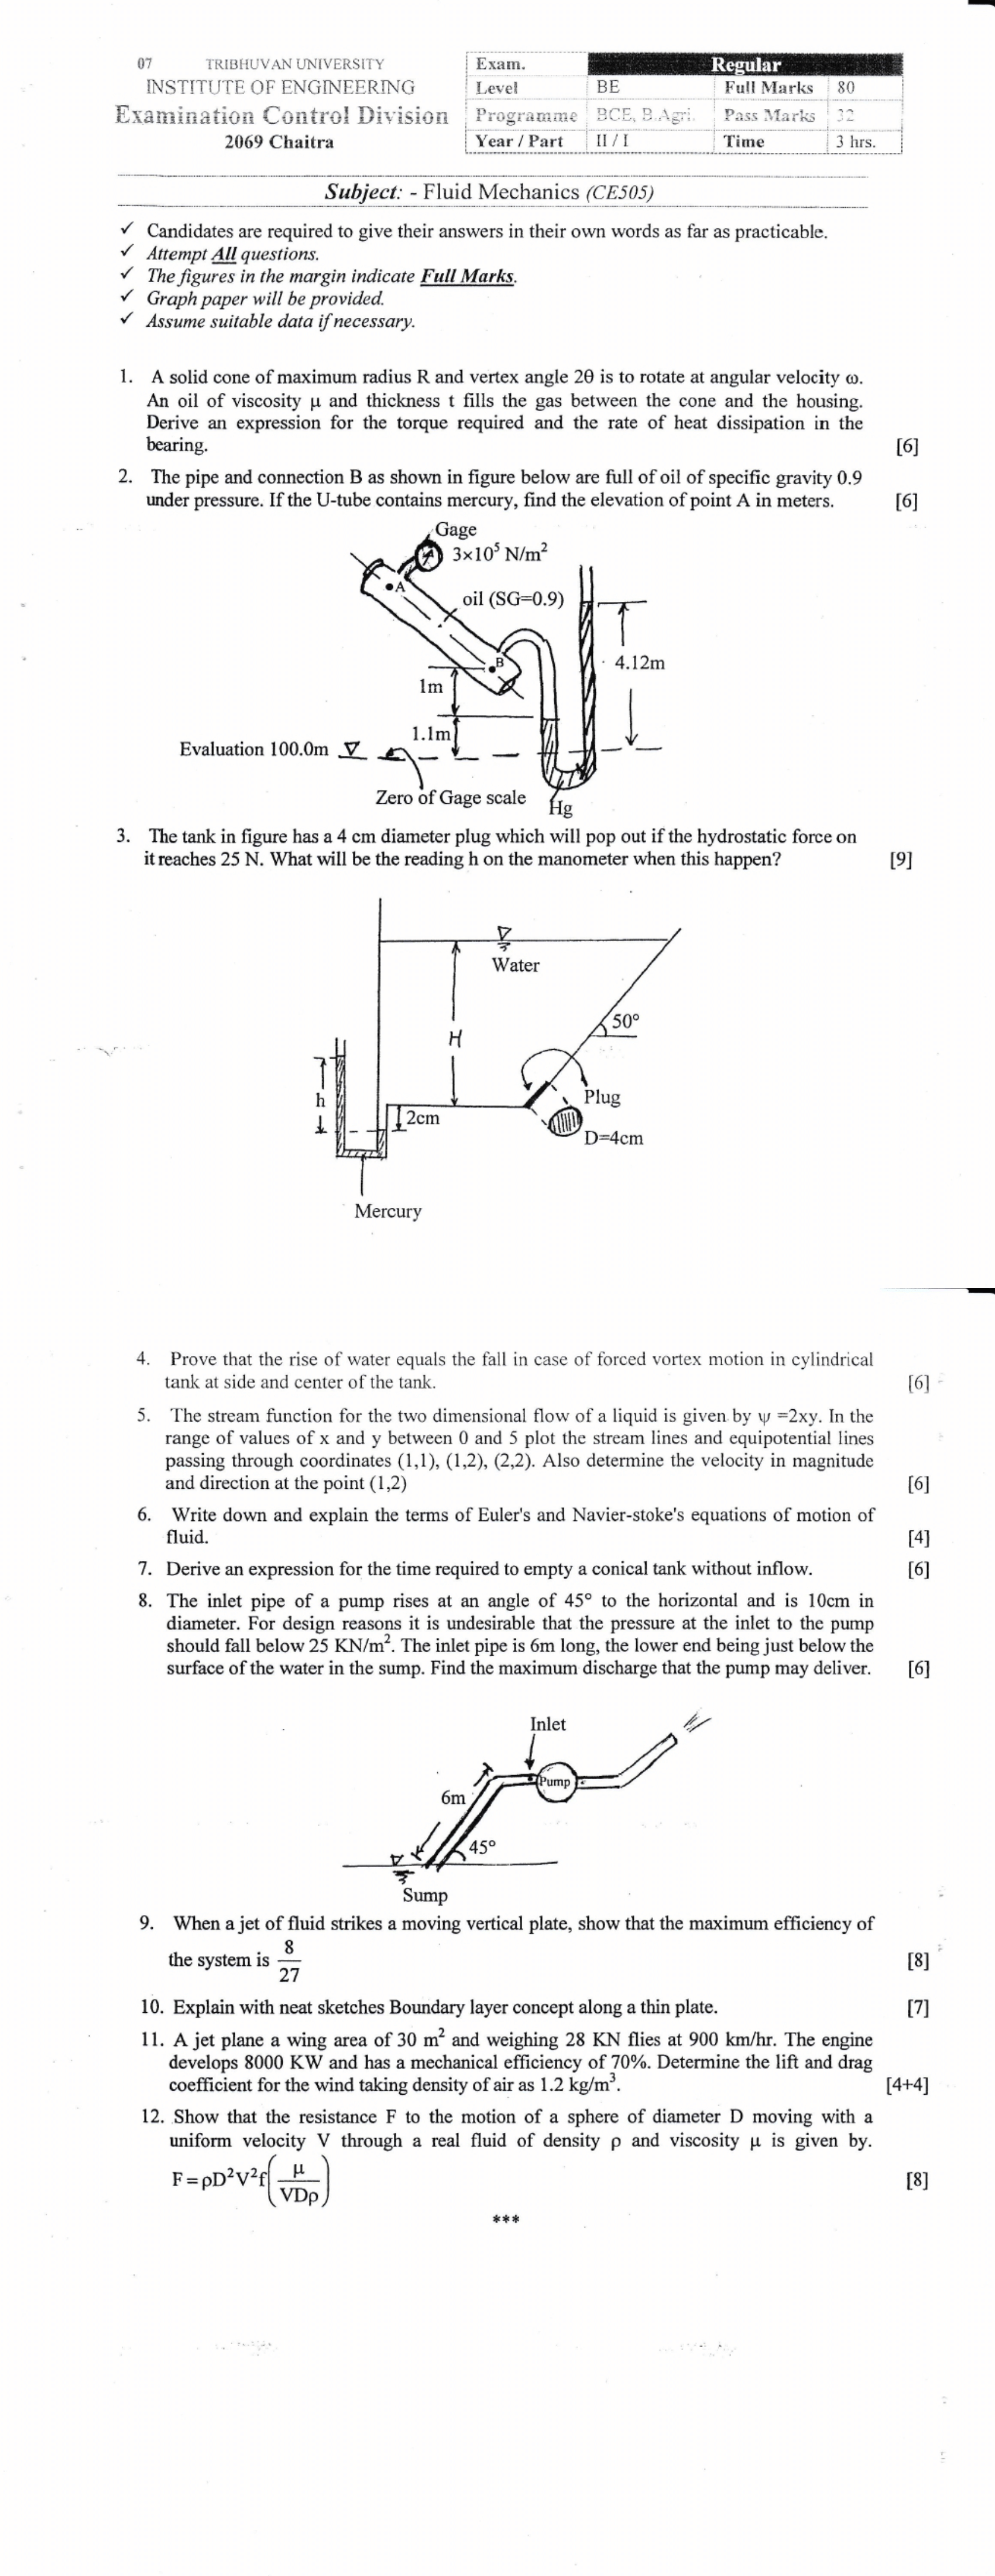 07 TRIBHUVAN UNIVERSITY
INSTITUTE OF ENGINEERING
Examination Control Division
2069 Chaitra
Exam. Regular
Level BE Full Marks 80
Programme BCE, B.Agri. Pass Marks 32
Year / Part II / I Time 3 hrs.
Subject: - Fluid Mechanics (CE505)
✓ Candidates are required to give their answers in their own words as far as practicable.
✓ Attempt All questions.
✓ The figures in the margin indicate Full Marks.
✓ Graph paper will be provided.
✓ Assume suitable data if necessary.
1. A solid cone of maximum radius R and vertex angle 2θ is to rotate at angular velocity ω.
An oil of viscosity μ and thickness t fills the gas between the cone and the housing.
Derive an expression for the torque required and the rate of heat dissipation in the
bearing. [6]
2. The pipe and connection B as shown in figure below are full of oil of specific gravity 0.9
under pressure. If the U-tube contains mercury, find the elevation of point A in meters. [6]
Gage
3×10⁵ N/m²
A
oil (SG=0.9)
B
4.12m
1m
1.1m
Evaluation 100.0m
Zero of Gage scale
Hg
3. The tank in figure has a 4 cm diameter plug which will pop out if the hydrostatic force on
it reaches 25 N. What will be the reading h on the manometer when this happen? [9]
Water
50°
H
h
Plug
2cm
D=4cm
Mercury
4. Prove that the rise of water equals the fall in case of forced vortex motion in cylindrical
tank at side and center of the tank. [6]
5. The stream function for the two dimensional flow of a liquid is given by ψ =2xy. In the
range of values of x and y between 0 and 5 plot the stream lines and equipotential lines
passing through coordinates (1,1), (1,2), (2,2). Also determine the velocity in magnitude
and direction at the point (1,2) [6]
6. Write down and explain the terms of Euler's and Navier-stoke's equations of motion of
fluid. [4]
7. Derive an expression for the time required to empty a conical tank without inflow. [6]
8. The inlet pipe of a pump rises at an angle of 45° to the horizontal and is 10cm in
diameter. For design reasons it is undesirable that the pressure at the inlet to the pump
should fall below 25 KN/m². The inlet pipe is 6m long, the lower end being just below the
surface of the water in the sump. Find the maximum discharge that the pump may deliver. [6]
Inlet
Pump
6m
45°
Sump
9. When a jet of fluid strikes a moving vertical plate, show that the maximum efficiency of
the system is 8/27 [8]
10. Explain with neat sketches Boundary layer concept along a thin plate. [7]
11. A jet plane a wing area of 30 m² and weighing 28 KN flies at 900 km/hr. The engine
develops 8000 KW and has a mechanical efficiency of 70%. Determine the lift and drag
coefficient for the wind taking density of air as 1.2 kg/m³. [4+4]
12. Show that the resistance F to the motion of a sphere of diameter D moving with a
uniform velocity V through a real fluid of density ρ and viscosity μ is given by.
F = ρD²V²f(μ/VDρ) [8]
***